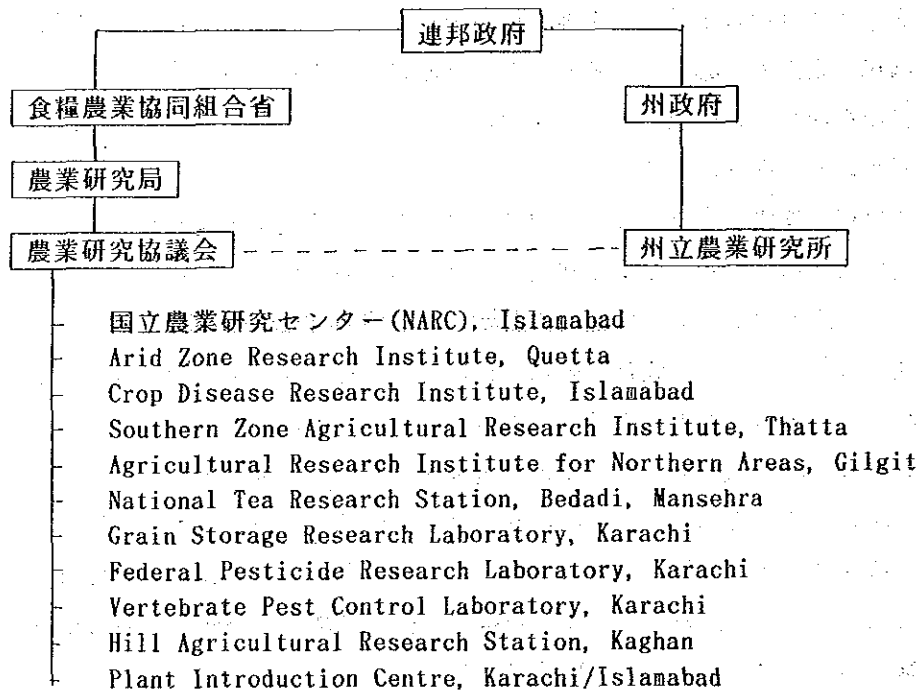 連邦政府
食糧農業協同組合省
州政府
農業研究局
農業研究協議会
州立農業研究所
国立農業研究センター(NARC), Islamabad
Arid Zone Research Institute, Quetta
Crop Disease Research Institute, Islamabad
Southern Zone Agricultural Research Institute, Thatta
Agricultural Research Institute for Northern Areas, Gilgit
National Tea Research Station, Bedadi, Mansehra
Grain Storage Research Laboratory, Karachi
Federal Pesticide Research Laboratory, Karachi
Vertebrate Pest Control Laboratory, Karachi
Hill Agricultural Research Station, Kaghan
Plant Introduction Centre, Karachi/Islamabad